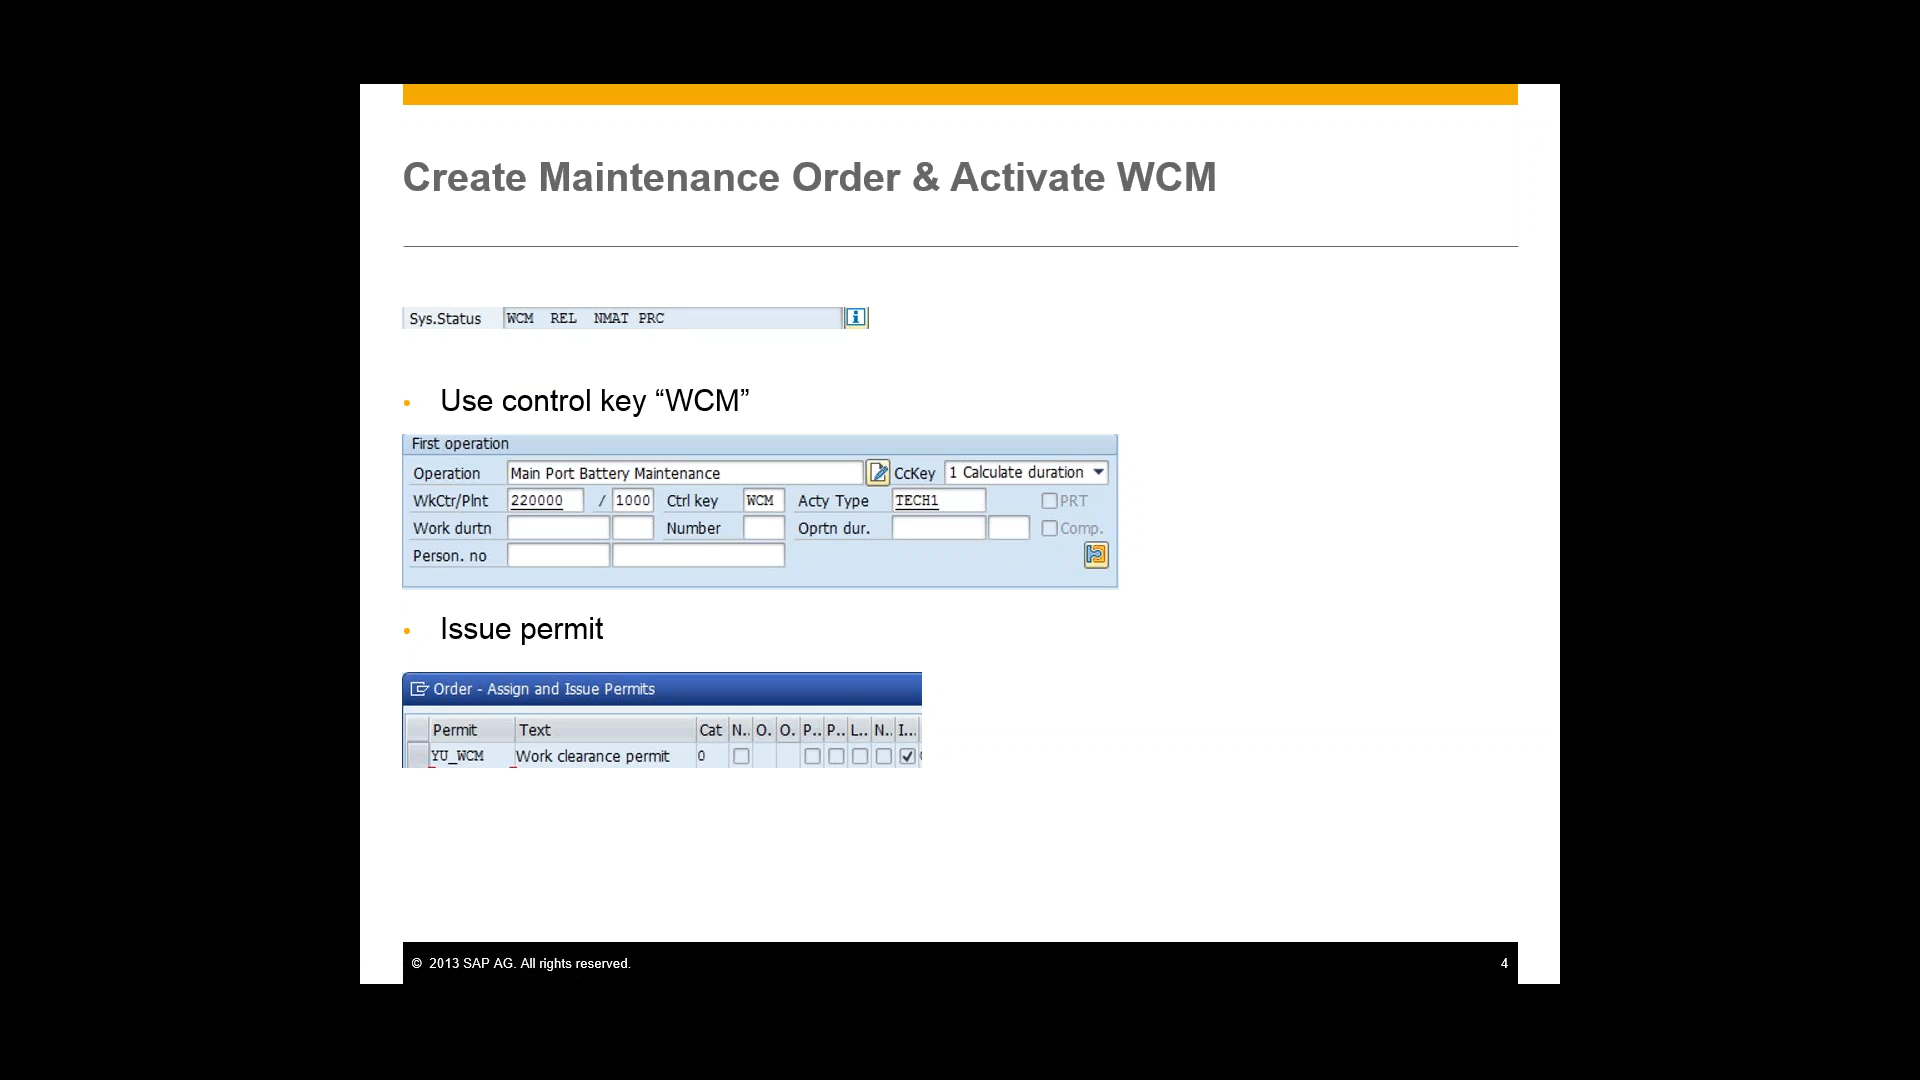 Create Maintenance Order & Activate WCM
Sys.Status WCM REL NMAT PRC
• Use control key “WCM”
First operation
Operation Main Port Battery Maintenance CcKey 1 Calculate duration
WkCtr/Plnt 220000 / 1000 Ctrl key WCM Acty Type TECH1 PRT
Work durtn Number Oprtn dur. Comp.
Person. no
• Issue permit
Order - Assign and Issue Permits
Permit Text Cat N.. O. O. P.. P.. L.. N.. I...
YU_WCM Work clearance permit 0
© 2013 SAP AG. All rights reserved. 4